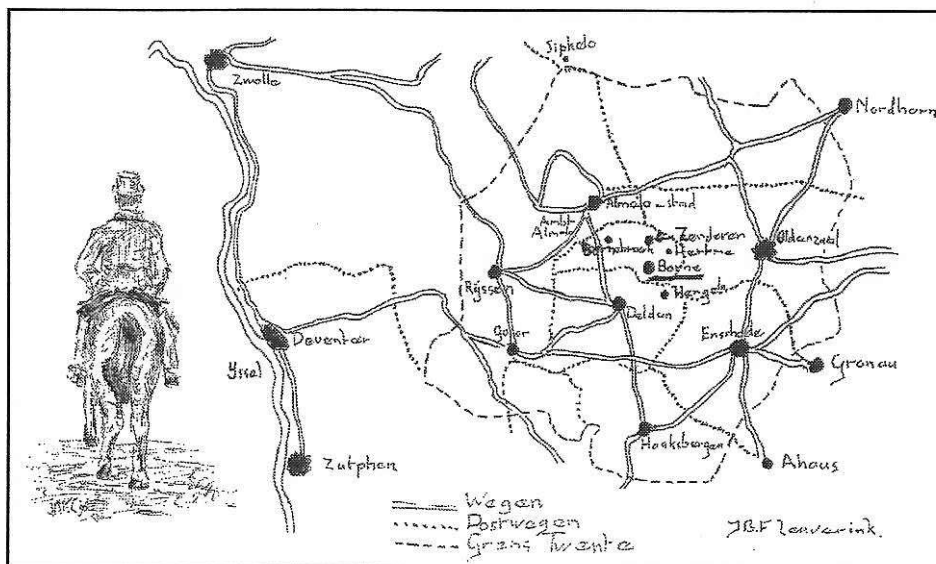 Sipkelo
Zwolle
Nordhorn
Almelo-stad
Ambt
Almelo
Zenderen
Hertme
Oldenzaal
Bornebroek
Borne
Rijssen
Hengelo
Delden
Goor
Enschede
Deventer
Gronau
Yssel
Haaksbergen
Zutphen
Ahaus
Wegen
Postwegen
Grens Twente